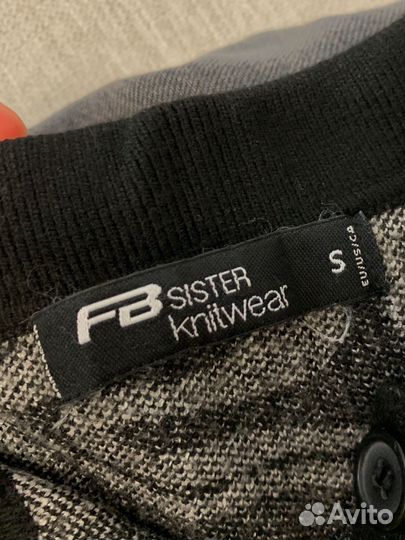 FB SISTER
knitwear
S
EU/US/CA
Avito